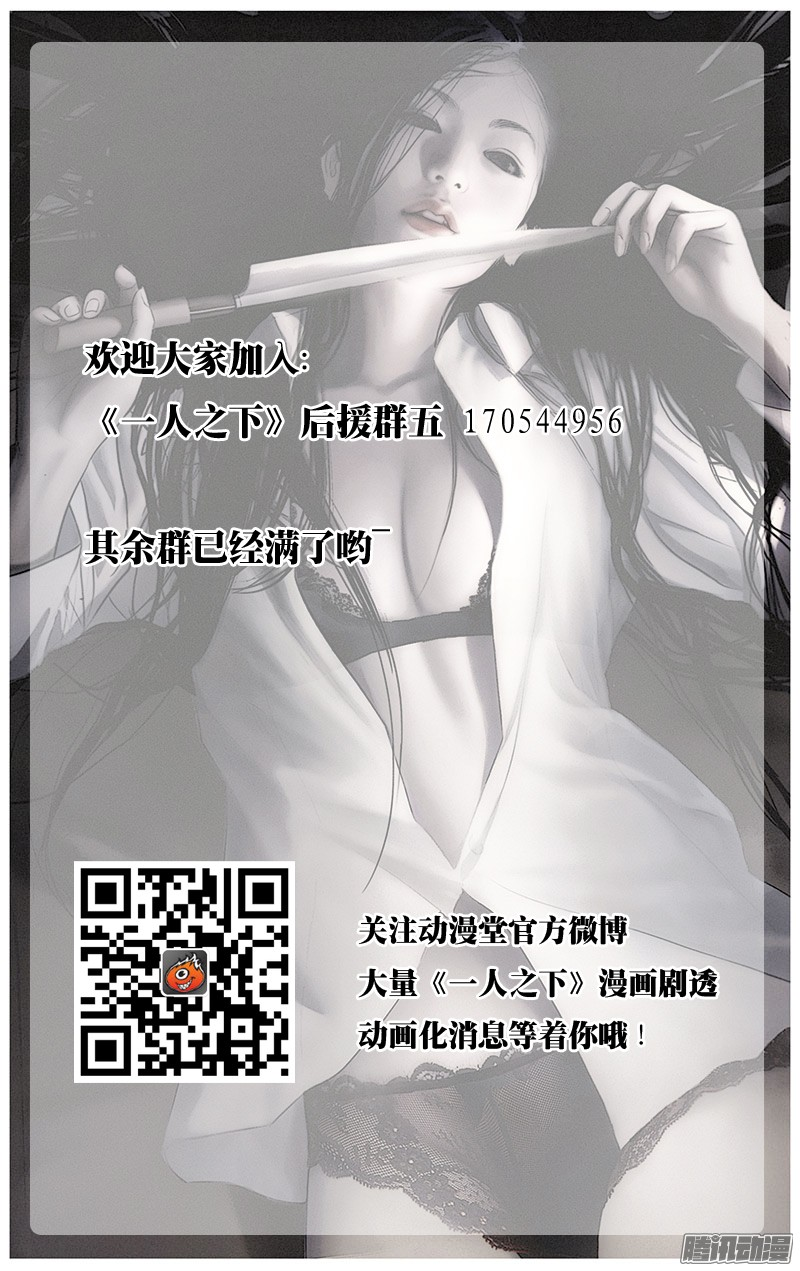 欢迎大家加入:
《一人之下》后援群五 170544956
其余群已经满了哟~
关注动漫堂官方微博
大量《一人之下》漫画剧透
动画化消息等着你哦！
腾讯动漫